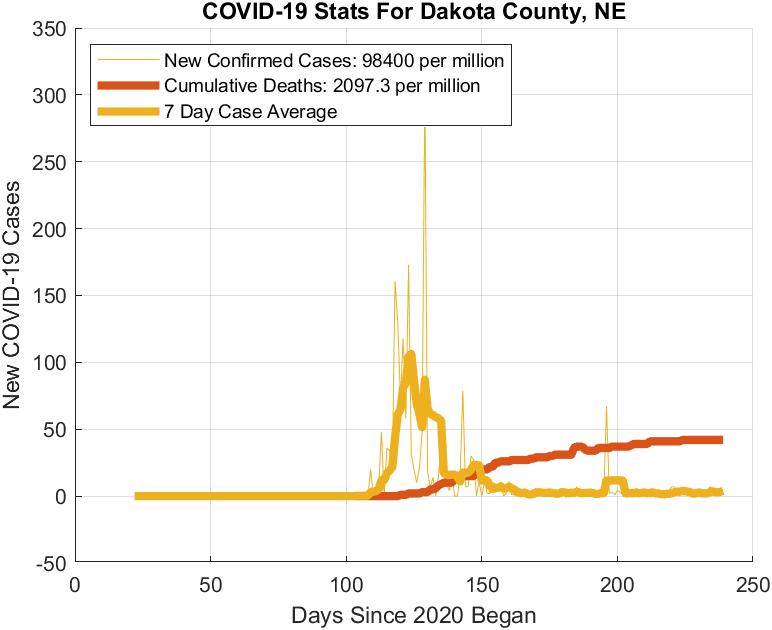 COVID-19 Stats For Dakota County, NE
New Confirmed Cases: 98400 per million
Cumulative Deaths: 2097.3 per million
7 Day Case Average
New COVID-19 Cases
350
300
250
200
150
100
50
0
-50
0 50 100 150 200 250
Days Since 2020 Began